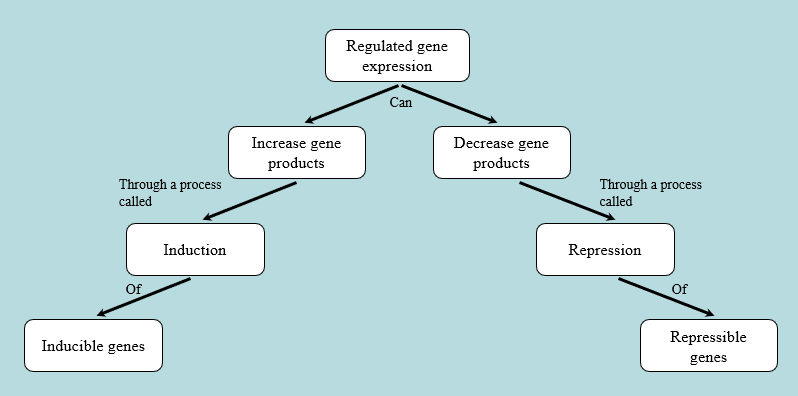 Regulated gene
expression
Can
Increase gene
products
Decrease gene
products
Through a process
called
Through a process
called
Induction
Repression
Of
Of
Inducible genes
Repressible
genes